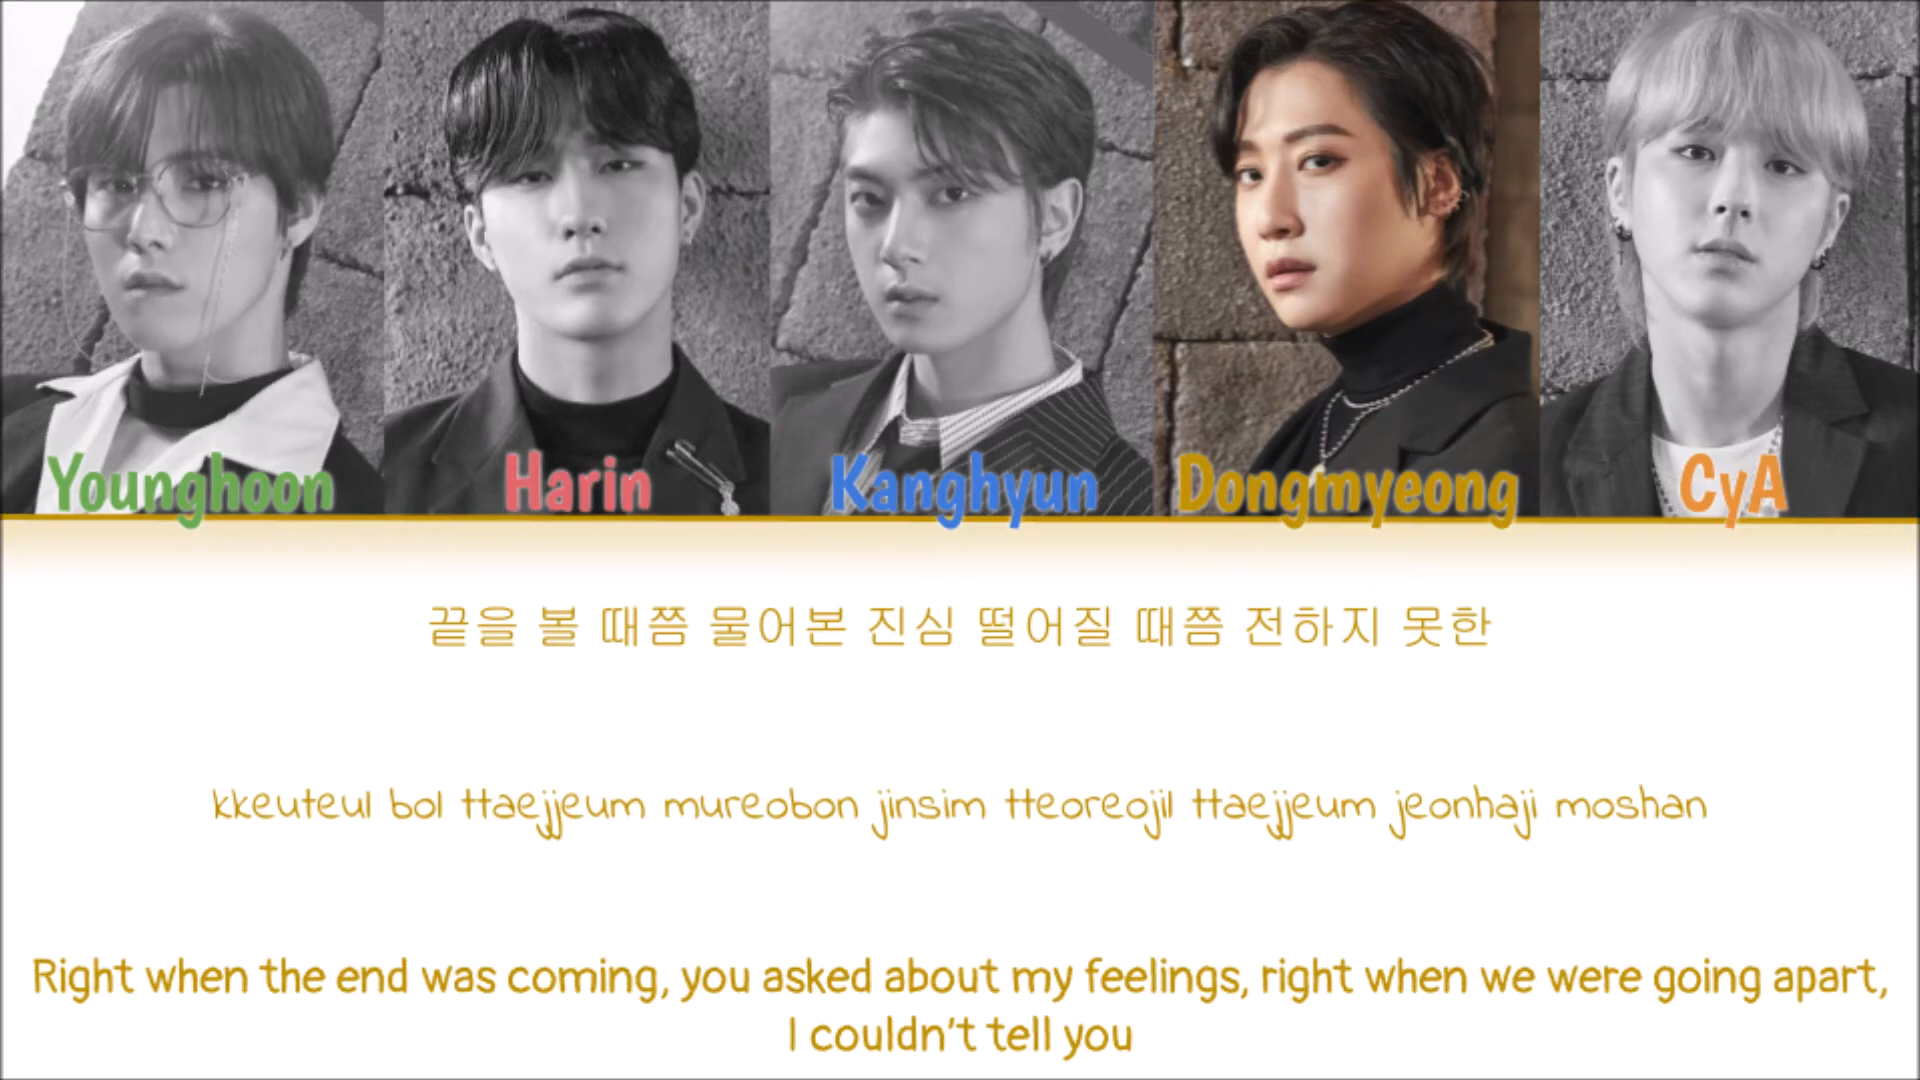 Younghoon Harin Kanghyun Dongmyeong CyA
끝을 볼 때쯤 물어본 진심 떨어질 때쯤 전하지 못한
kkeuteul bol ttaejjeum mureobon jinsim tteoreojil ttaejjeum jeonhaji moshan
Right when the end was coming, you asked about my feelings, right when we were going apart,
I couldn't tell you